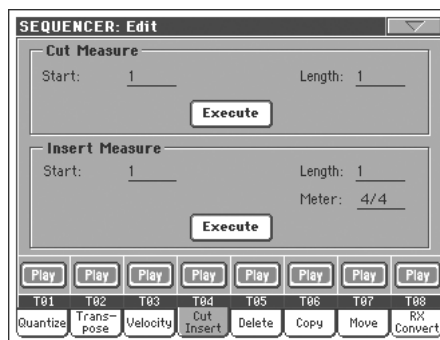 SEQUENCER: Edit
Cut Measure
Start: 1 Length: 1
Execute
Insert Measure
Start: 1 Length: 1
Meter: 4/4
Execute
Play Play Play Play Play Play Play Play
T01 T02 T03 T04 T05 T06 T07 T08
Quantize Trans- Velocity Cut Delete Copy Move RX
pose Insert Convert